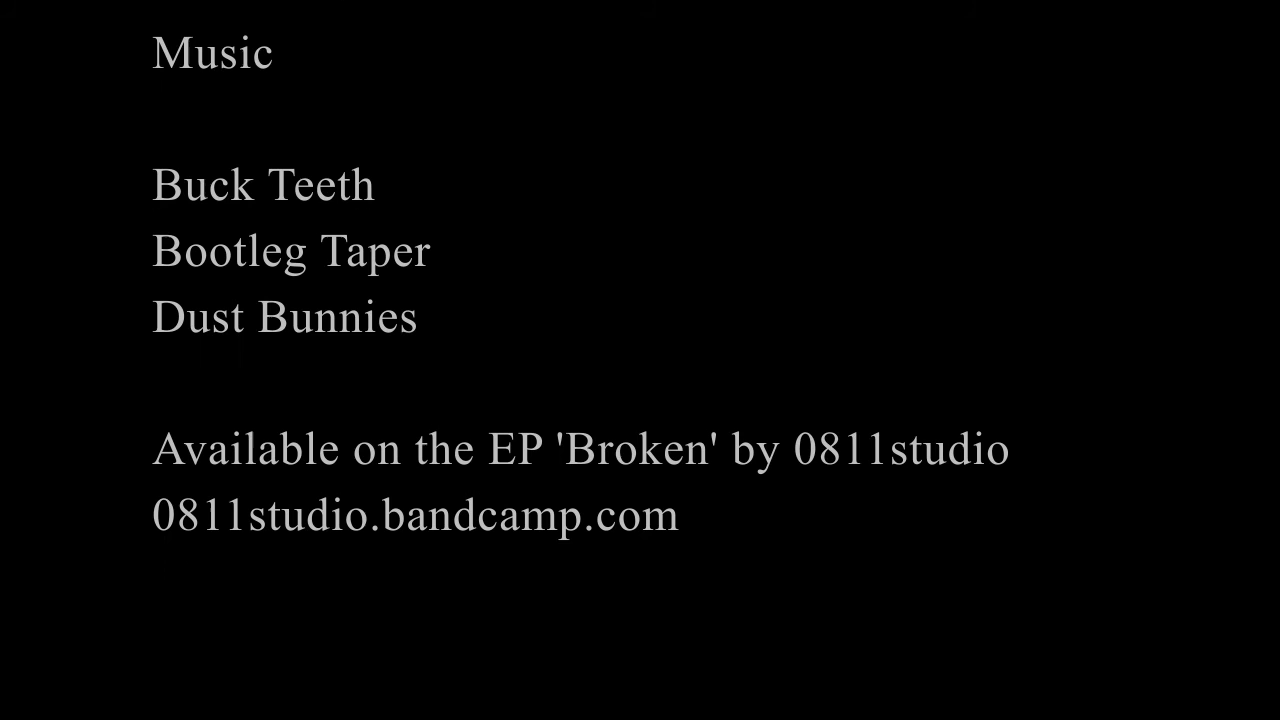 Music
Buck Teeth
Bootleg Taper
Dust Bunnies
Available on the EP 'Broken' by 0811studio
0811studio.bandcamp.com